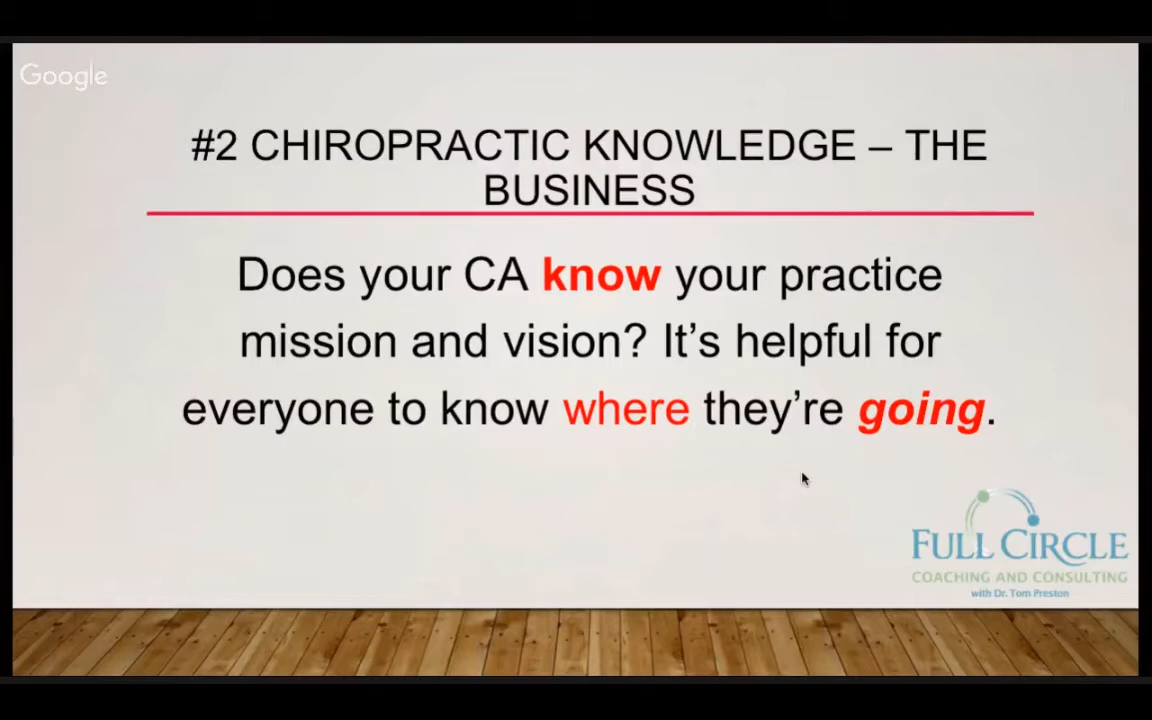 Google
#2 CHIROPRACTIC KNOWLEDGE – THE
BUSINESS
Does your CA know your practice
mission and vision? It’s helpful for
everyone to know where they’re going.
FULL CIRCLE
COACHING AND CONSULTING
with Dr. Tom Preston